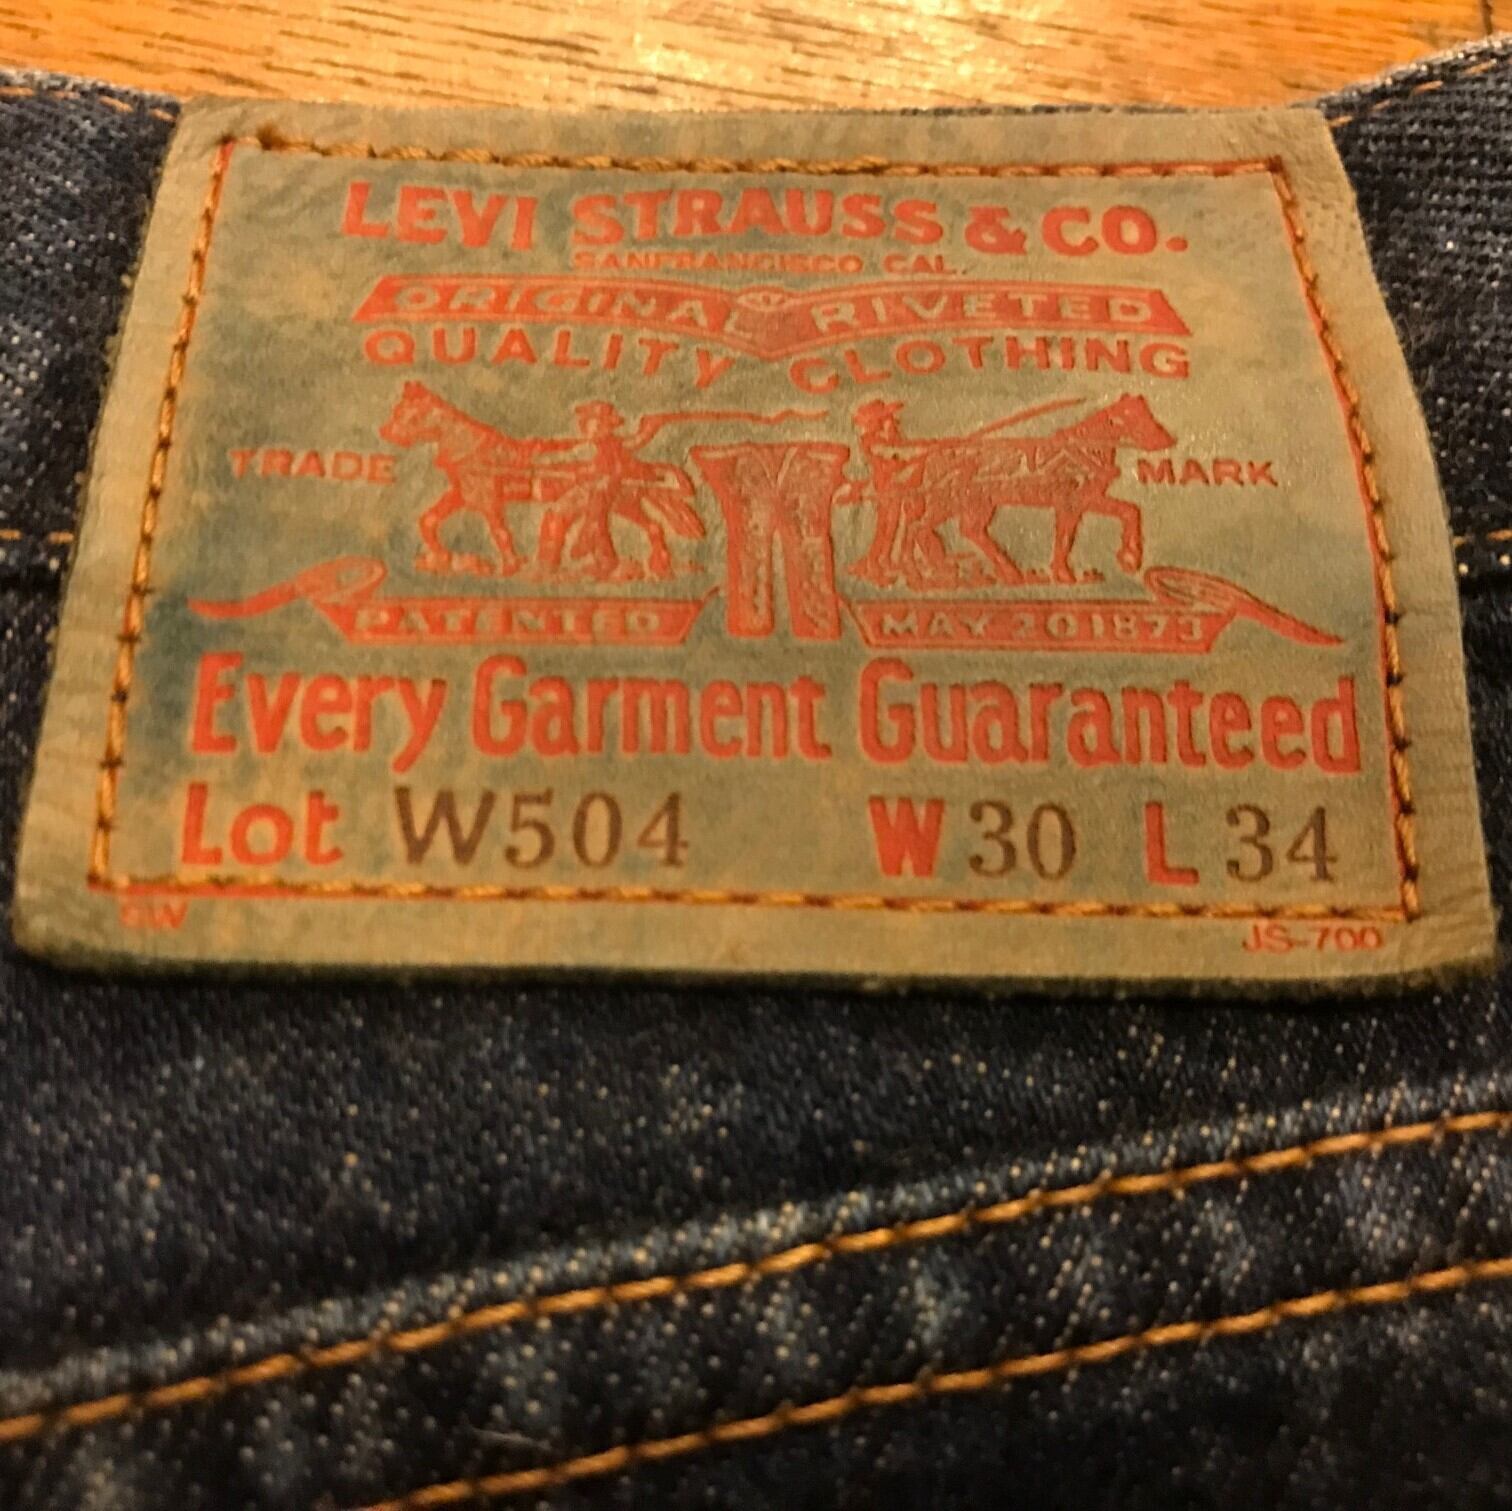 LEVI STRAUSS & CO.
SAN FRANCISCO CAL.
ORIGINAL RIVETED
QUALITY CLOTHING
TRADE MARK
PATENTED MAY 20 1873
Every Garment Guaranteed
Lot W504 W 30 L 34
SW JS-700